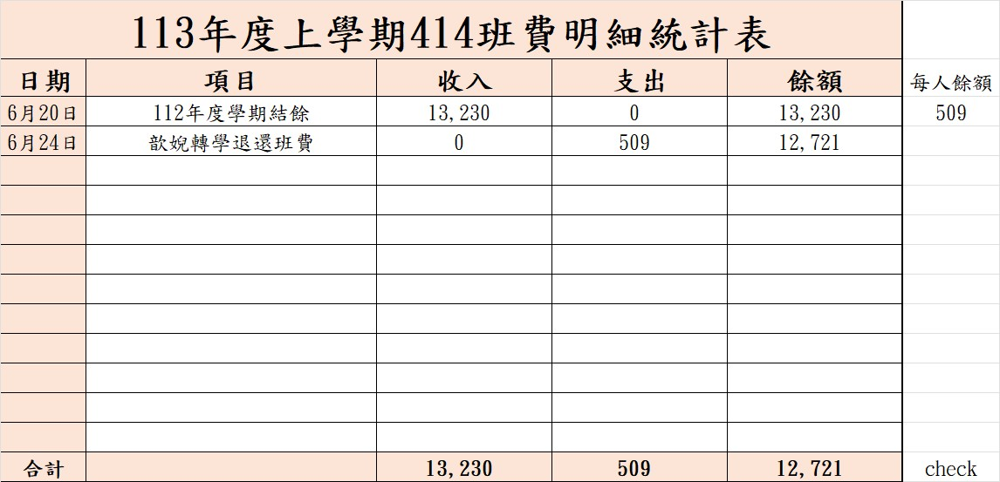 113年度上學期414班費明細統計表
日期 項目 收入 支出 餘額 每人餘額
6月20日 112年度學期結餘 13,230 0 13,230 509
6月24日 歆婗轉學退還班費 0 509 12,721
合計 13,230 509 12,721 check